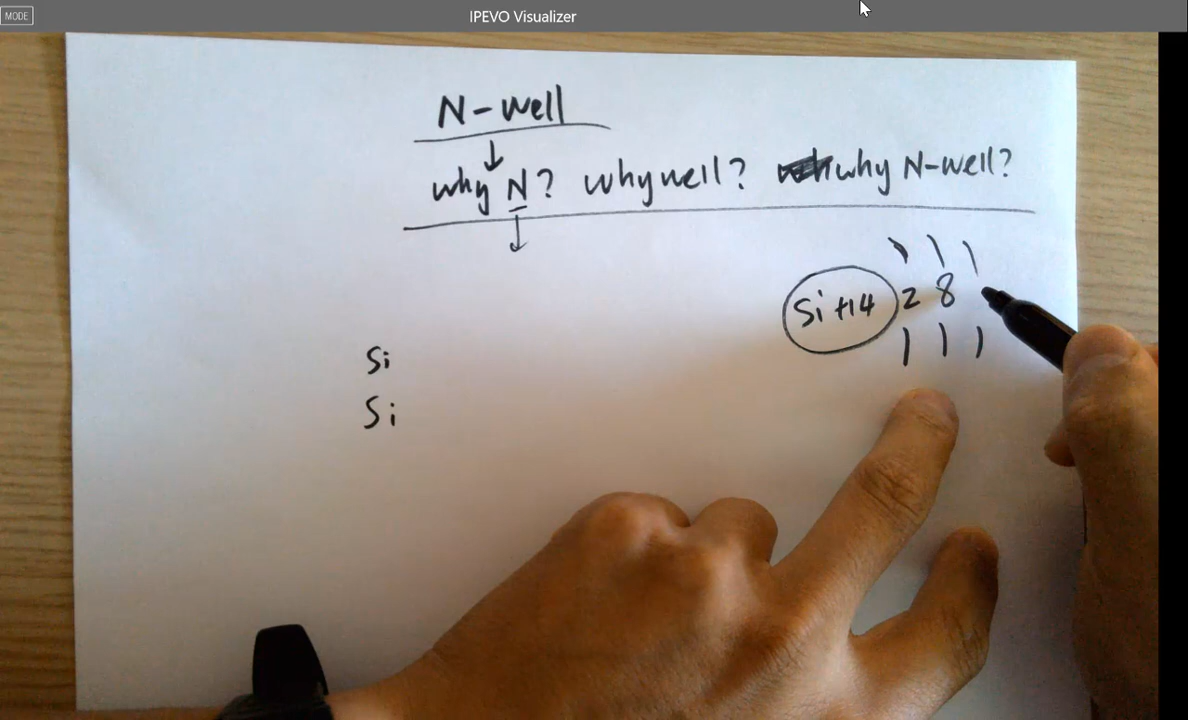 MODE
IPEVO Visualizer
N-well
why N? why well? why N-well?
Si+14 2 8
Si
Si